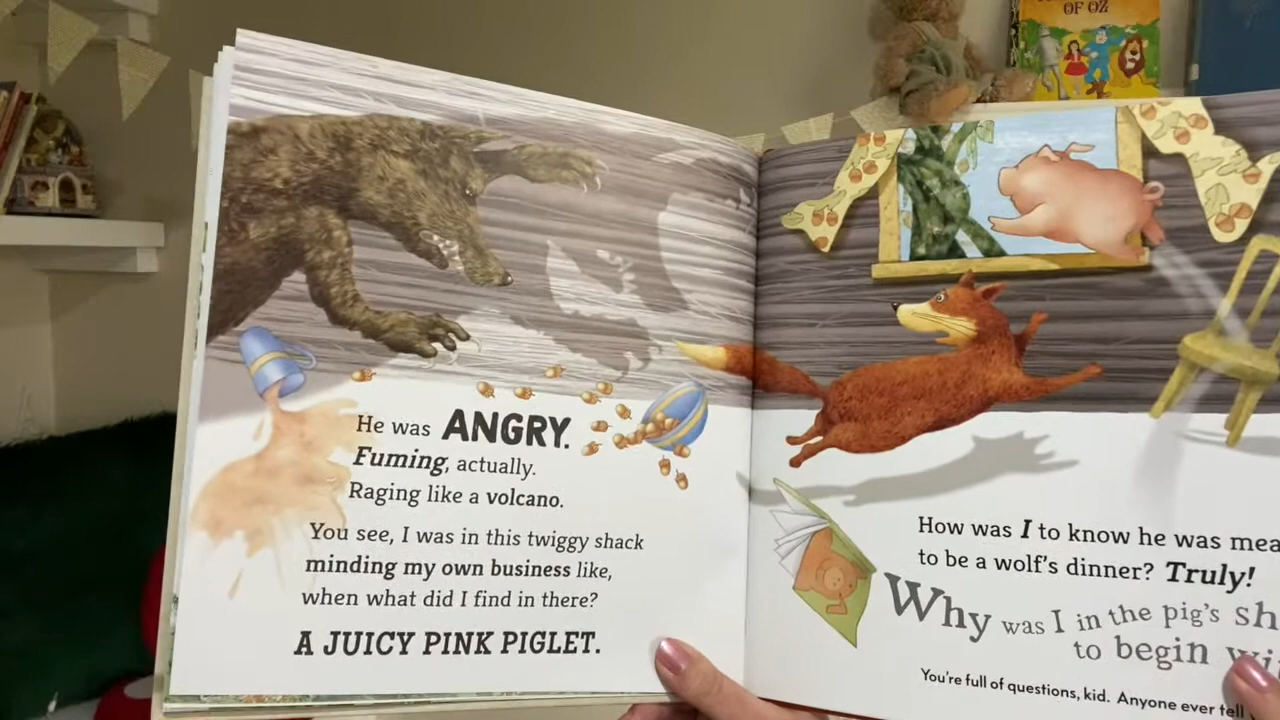 OF OZ
He was ANGRY.
Fuming, actually.
Raging like a volcano.
You see, I was in this twiggy shack
minding my own business like,
when what did I find in there?
A JUICY PINK PIGLET.
How was I to know he was
to be a wolf's dinner? Truly!
Why was I in the pig's
to begin
You're full of questions, kid. Anyone ever tell